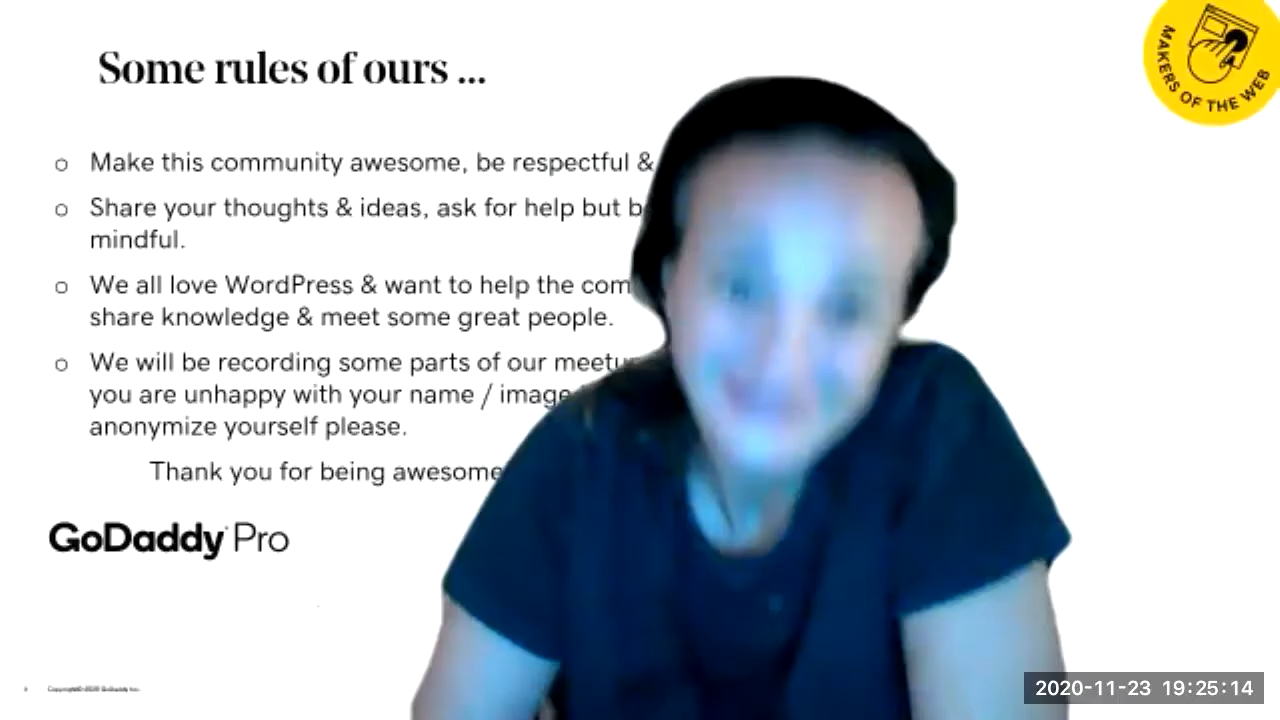 Some rules of ours ...
MAKERS OF THE WEB
Make this community awesome, be respectful &
Share your thoughts & ideas, ask for help but
mindful.
We all love WordPress & want to help the
share knowledge & meet some great people.
We will be recording some parts of our
you are unhappy with your name / image
anonymize yourself please.
Thank you for being awesome
GoDaddy Pro
2020-11-23 19:25:14